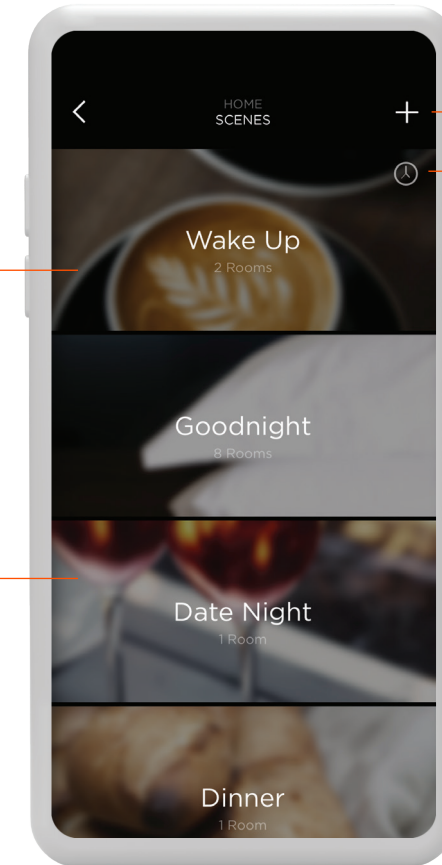 HOME
SCENES
Wake Up
2 Rooms
Goodnight
8 Rooms
Date Night
1 Room
Dinner
1 Room